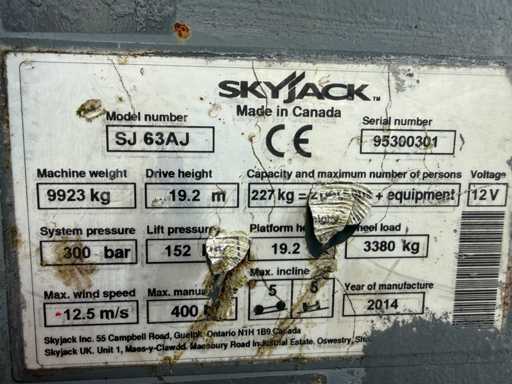 SKYJACK™
Made in Canada
Model number
SJ 63AJ
CE
Serial number
95300301
Machine weight
9923 kg
Drive height
19.2 m
Capacity and maximum number of persons
227 kg = + equipment
Voltage
12V
System pressure
300 bar
Lift pressure
152
Platform
19.2
load
3380 kg
Max. wind speed
12.5 m/s
Max.
400
Max. incline
5 5
Year of manufacture
2014
Skyjack Inc. 55 Campbell Road, Guelph, Ontario N1H 1B9 Canada
Skyjack UK. Unit 1, Maes-y-Clawdd, Maesbury Road Industrial Estate. Oswestry,